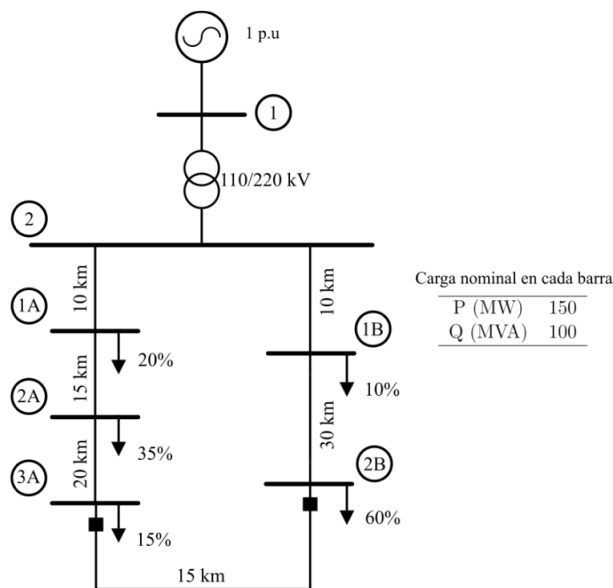 1 p.u
1
110/220 kV
2
10 km
10 km
Carga nominal en cada barra
P (MW) 150
Q (MVA) 100
1A
20%
1B
10%
15 km
2A
35%
30 km
20 km
3A
15%
2B
60%
15 km